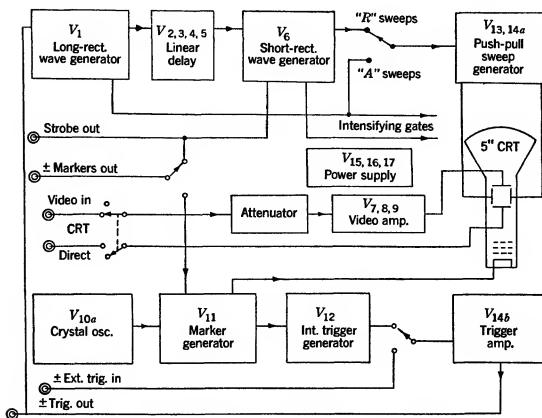 V1
Long-rect.
wave generator
V2, 3, 4, 5
Linear
delay
V6
Short-rect.
wave generator
"R" sweeps
"A" sweeps
V13, 14a
Push-pull
sweep
generator
Intensifying gates
Strobe out
± Markers out
V15, 16, 17
Power supply
5" CRT
Video in
CRT
Direct
Attenuator
V7, 8, 9
Video amp.
V10a
Crystal osc.
V11
Marker
generator
V12
Int. trigger
generator
V14b
Trigger
amp.
± Ext. trig. in
± Trig. out